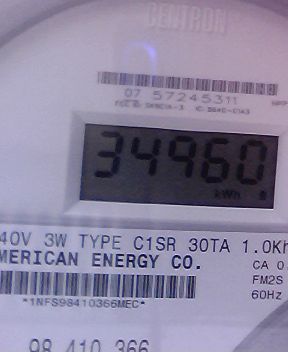 CENTRON
07 57245311
34960
kWh
40V 3W TYPE C1SR 30TA 1.0Kh
MERICAN ENERGY CO.
CA 0.
*1NFS98410366MEC*
FM2S
60Hz
98 410 366